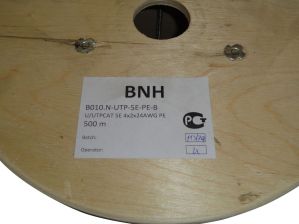 BNH
B010.N-UTP-5E-PE-B
U/UTPCAT 5E 4x2x24AWG PE
500 m
Batch:
Operator: